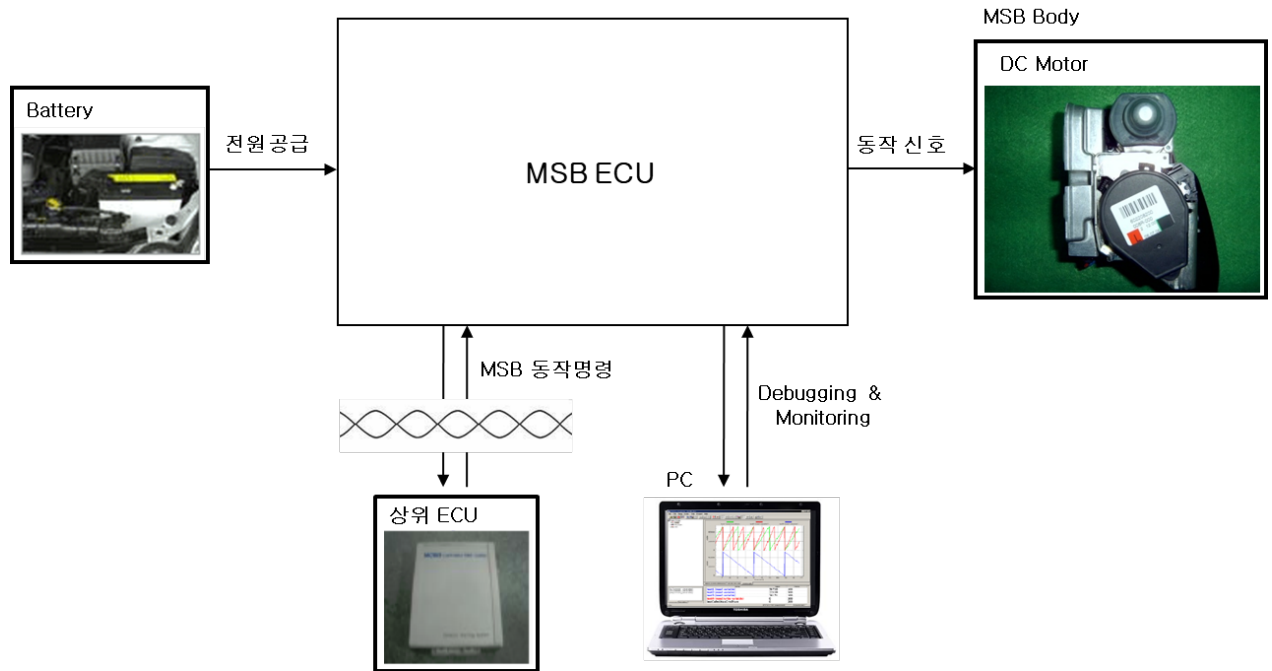 MSB Body
DC Motor
Battery
전원 공급
MSB ECU
동작 신호
MSB 동작명령
Debugging &
Monitoring
PC
상위 ECU
TOSHIBA